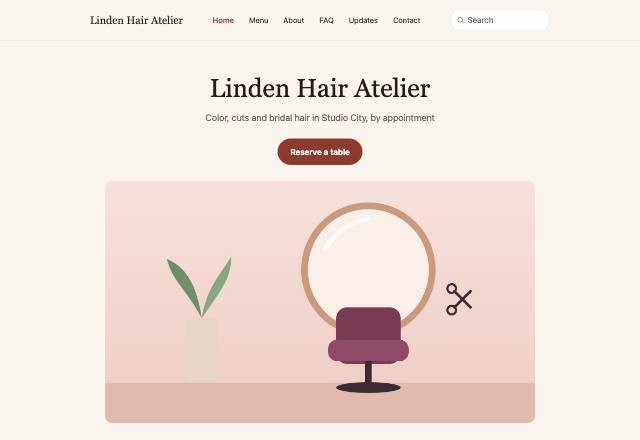 Linden Hair Atelier
Home
Menu
About
FAQ
Updates
Contact
Search
Linden Hair Atelier
Color, cuts and bridal hair in Studio City, by appointment
Reserve a table